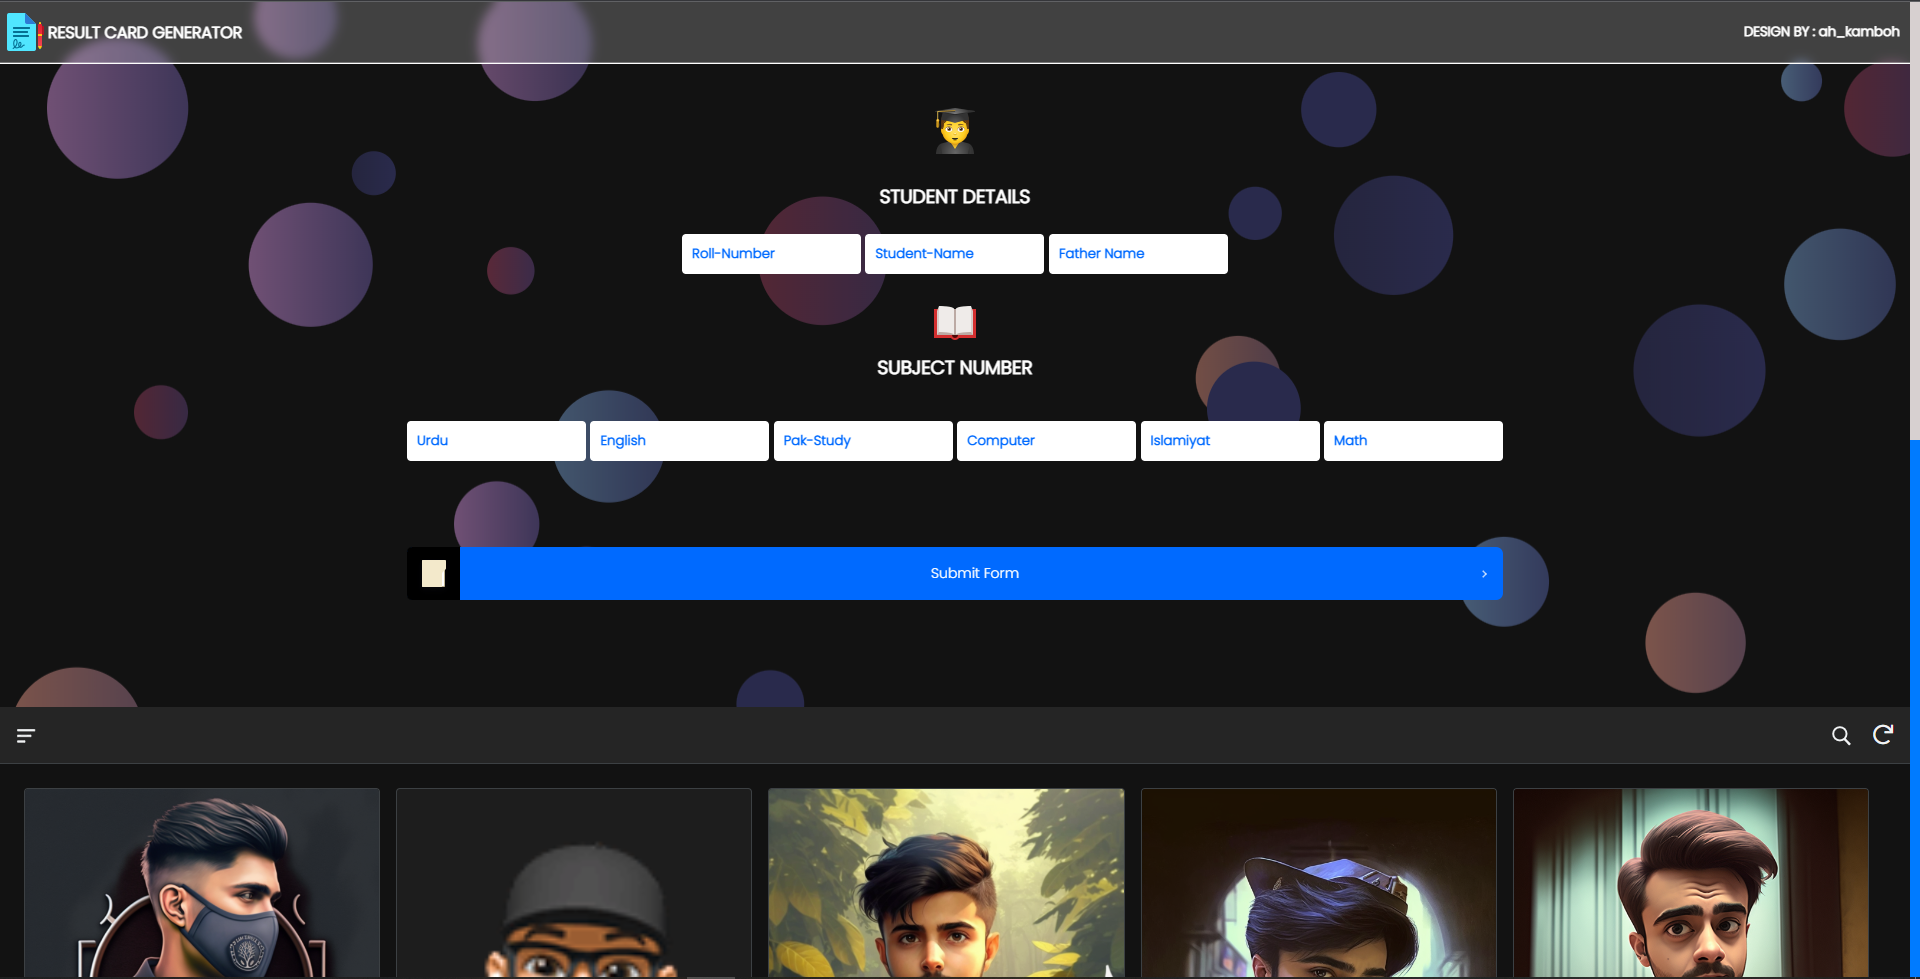 RESULT CARD GENERATOR
DESIGN BY : ah_kamboh
STUDENT DETAILS
Roll-Number Student-Name Father Name
SUBJECT NUMBER
Urdu English Pak-Study Computer Islamiyat Math
Submit Form